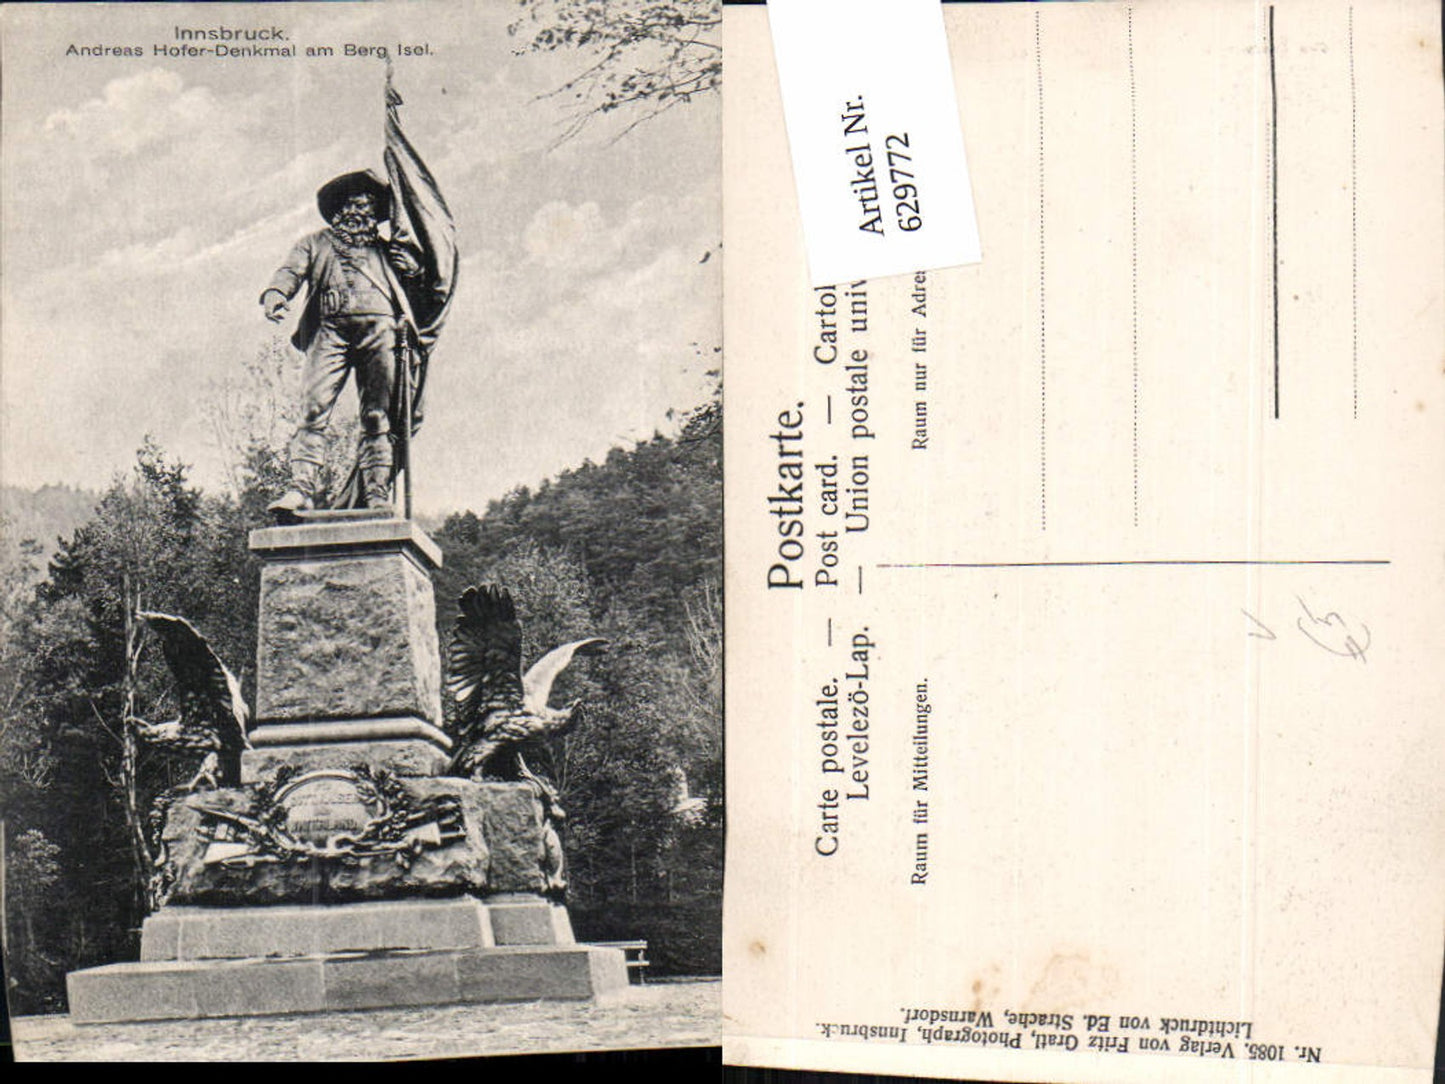 Innsbruck.
Andreas Hofer-Denkmal am Berg Isel.
VATERLAND
Artikel Nr.
629772
Postkarte.
Carte postale. — Post card. — Cartol
Levelezö-Lap. — Union postale univ
Raum für Mitteilungen.
Raum nur für Adres
Nr. 1085. Verlag von Fritz Gratl, Photograph, Innsbruck.
Lichtdruck von Ed. Strache, Warnsdorf.